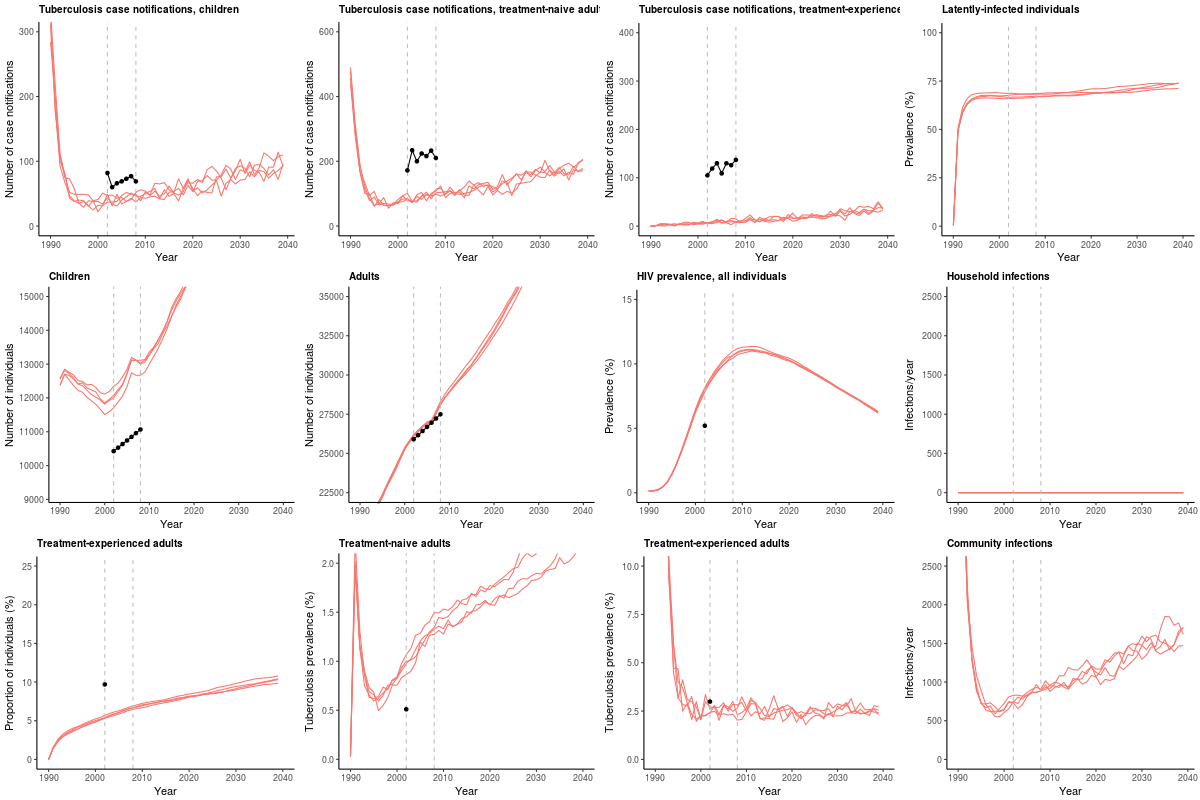 Tuberculosis case notifications, children
Number of case notifications
300
200
100
0
1990 2000 2010 2020 2030 2040
Year
Tuberculosis case notifications, treatment-naive adul
Number of case notifications
600
400
200
0
1990 2000 2010 2020 2030 2040
Year
Tuberculosis case notifications, treatment-experience
Number of case notifications
400
300
200
100
0
1990 2000 2010 2020 2030 2040
Year
Latently-infected individuals
Prevalence (%)
100
75
50
25
0
1990 2000 2010 2020 2030 2040
Year
Children
Number of individuals
15000
14000
13000
12000
11000
10000
9000
1990 2000 2010 2020 2030 2040
Year
Adults
Number of individuals
35000
32500
30000
27500
25000
22500
1990 2000 2010 2020 2030 2040
Year
HIV prevalence, all individuals
Prevalence (%)
15
10
5
0
1990 2000 2010 2020 2030 2040
Year
Household infections
Infections/year
2500
2000
1500
1000
500
0
1990 2000 2010 2020 2030 2040
Year
Treatment-experienced adults
Proportion of individuals (%)
25
20
15
10
5
0
1990 2000 2010 2020 2030 2040
Year
Treatment-naive adults
Tuberculosis prevalence (%)
2.0
1.5
1.0
0.5
0.0
1990 2000 2010 2020 2030 2040
Year
Treatment-experienced adults
Tuberculosis prevalence (%)
10.0
7.5
5.0
2.5
0.0
1990 2000 2010 2020 2030 2040
Year
Community infections
Infections/year
2500
2000
1500
1000
500
0
1990 2000 2010 2020 2030 2040
Year